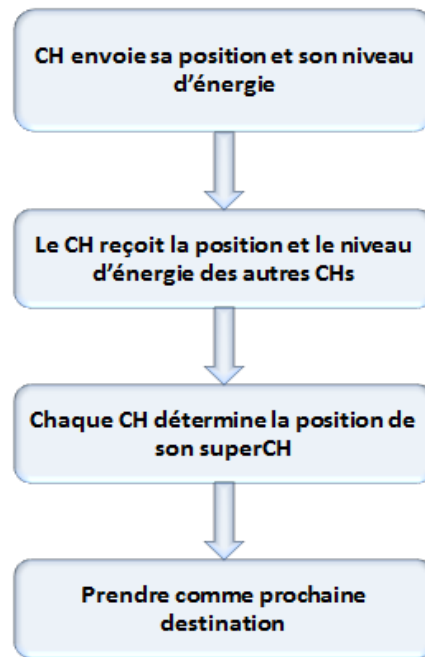 CH envoie sa position et son niveau
d'énergie
Le CH reçoit la position et le niveau
d'énergie des autres CHs
Chaque CH détermine la position de
son superCH
Prendre comme prochaine
destination